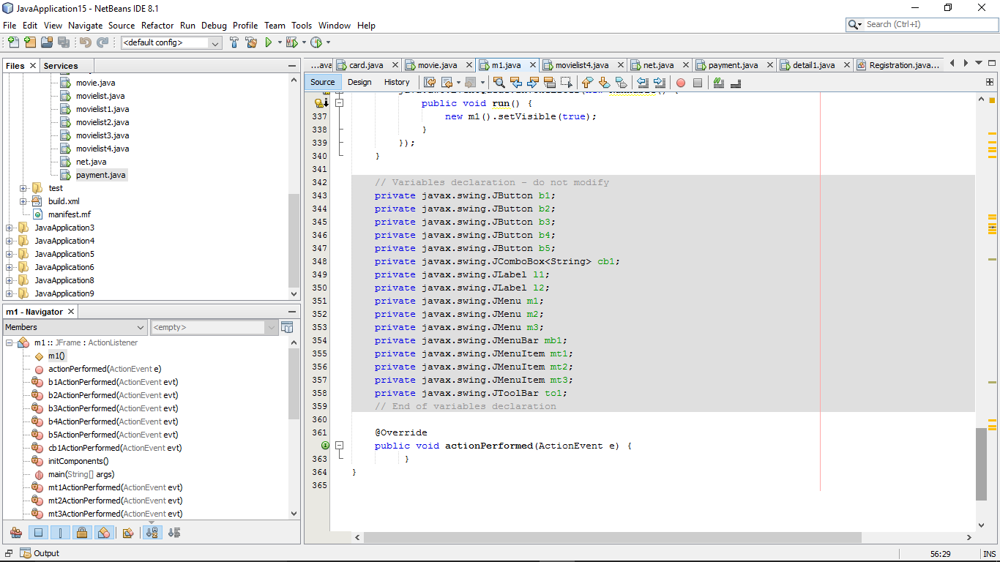 JavaApplication15 - NetBeans IDE 8.1
File Edit View Navigate Source Refactor Run Debug Profile Team Tools Window Help
Search (Ctrl+I)
<default config>
Files
Services
movie.java
movielist.java
movielist1.java
movielist2.java
movielist3.java
movielist4.java
net.java
payment.java
test
build.xml
manifest.mf
JavaApplication3
JavaApplication4
JavaApplication5
JavaApplication6
JavaApplication8
JavaApplication9
m1 - Navigator
Members
<empty>
m1 :: JFrame : ActionListener
m1()
actionPerformed(ActionEvent e)
b1ActionPerformed(ActionEvent evt)
b2ActionPerformed(ActionEvent evt)
b3ActionPerformed(ActionEvent evt)
b4ActionPerformed(ActionEvent evt)
b5ActionPerformed(ActionEvent evt)
cb1ActionPerformed(ActionEvent evt)
initComponents()
main(String[] args)
mt1ActionPerformed(ActionEvent evt)
mt2ActionPerformed(ActionEvent evt)
mt3ActionPerformed(ActionEvent evt)
...ava card.java movie.java m1.java movielist4.java net.java payment.java detail1.java Registration.java...
Source Design History
public void run() {
337 new m1().setVisible(true);
338 }
339 });
340 }
341
342 // Variables declaration - do not modify
343 private javax.swing.JButton b1;
344 private javax.swing.JButton b2;
345 private javax.swing.JButton b3;
346 private javax.swing.JButton b4;
347 private javax.swing.JButton b5;
348 private javax.swing.JComboBox<String> cb1;
349 private javax.swing.JLabel l1;
350 private javax.swing.JLabel l2;
351 private javax.swing.JMenu m1;
352 private javax.swing.JMenu m2;
353 private javax.swing.JMenu m3;
354 private javax.swing.JMenuBar mb1;
355 private javax.swing.JMenuItem mt1;
356 private javax.swing.JMenuItem mt2;
357 private javax.swing.JMenuItem mt3;
358 private javax.swing.JToolBar to1;
359 // End of variables declaration
360
361 @Override
public void actionPerformed(ActionEvent e) {
363 }
364 }
365
Output
56:29 INS